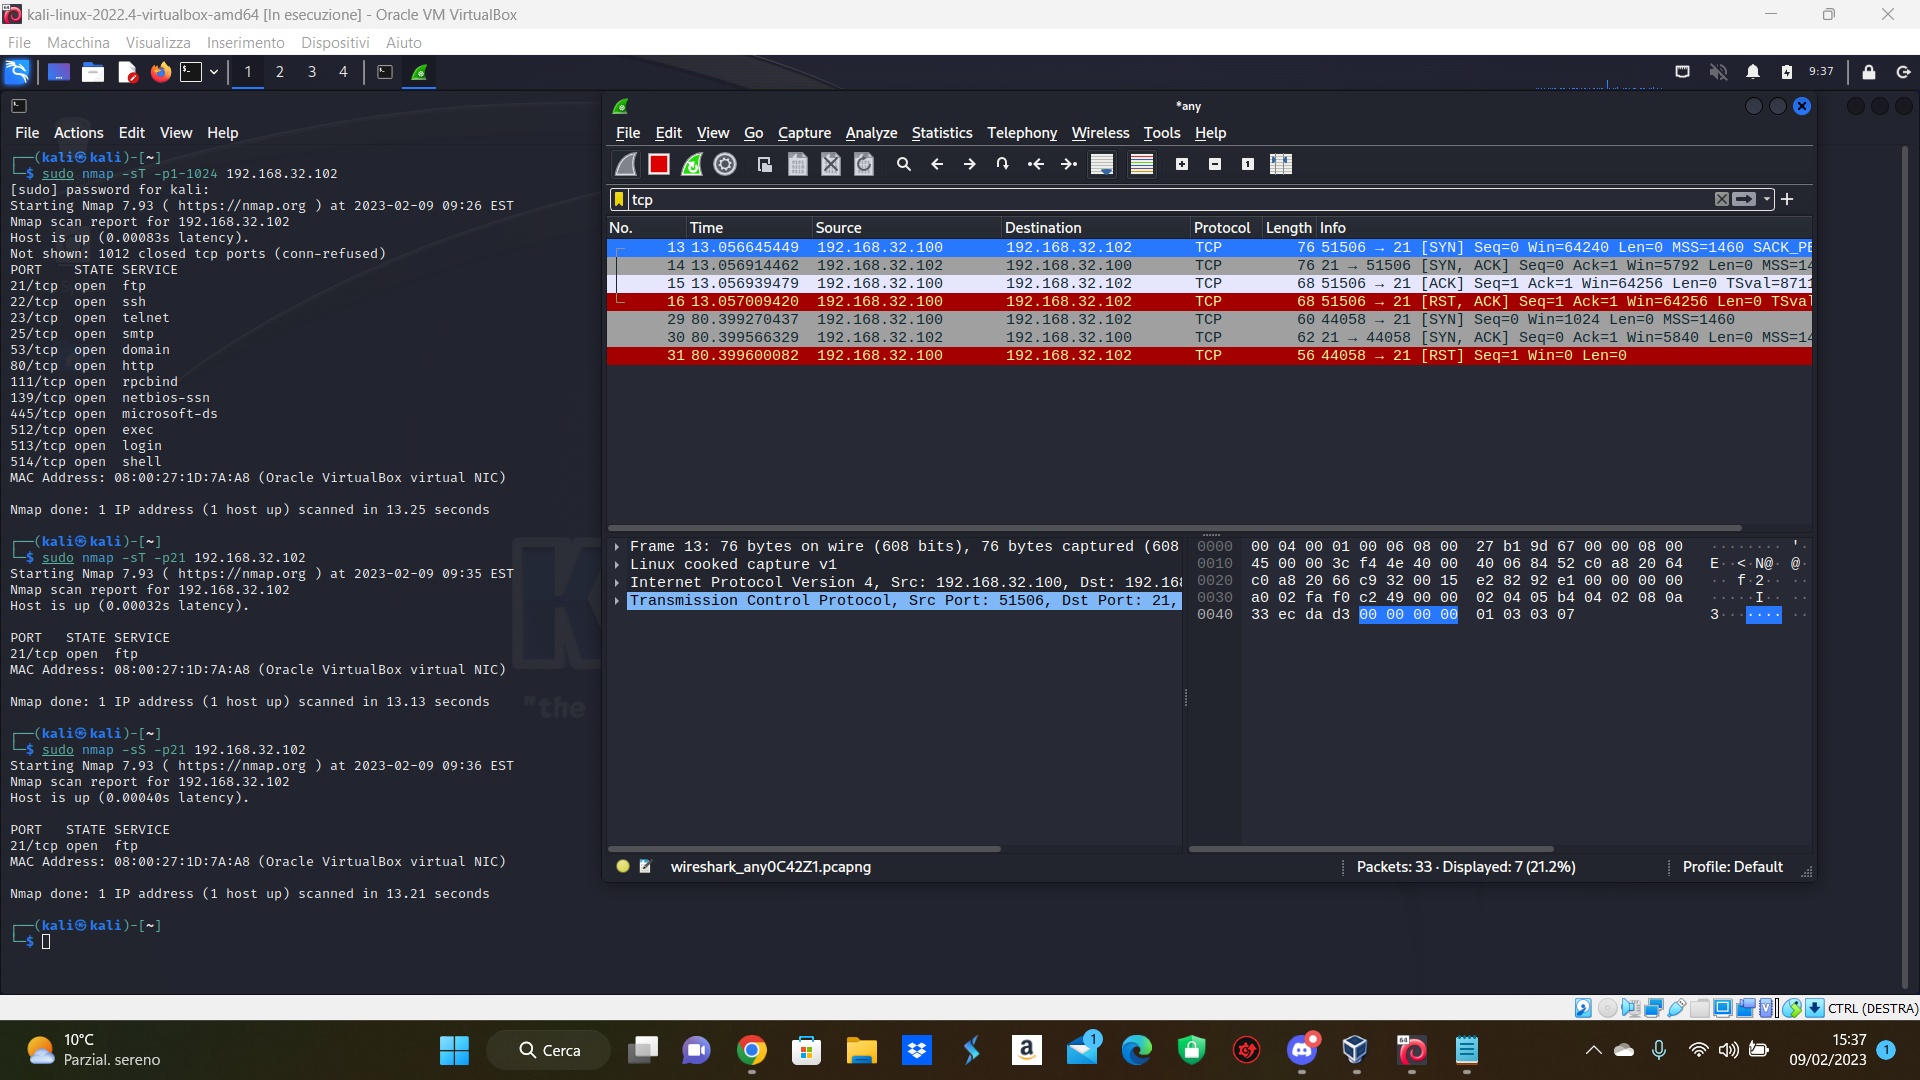 kali-linux-2022.4-virtualbox-amd64 [In esecuzione] - Oracle VM VirtualBox
File Macchina Visualizza Inserimento Dispositivi Aiuto
1 2 3 4
9:37
File Actions Edit View Help
┌──(kali㉿kali)-[~]
└─$ sudo nmap -sT -p1-1024 192.168.32.102
[sudo] password for kali:
Starting Nmap 7.93 ( https://nmap.org ) at 2023-02-09 09:26 EST
Nmap scan report for 192.168.32.102
Host is up (0.00083s latency).
Not shown: 1012 closed tcp ports (conn-refused)
PORT    STATE SERVICE
21/tcp open  ftp
22/tcp open  ssh
23/tcp open  telnet
25/tcp open  smtp
53/tcp open  domain
80/tcp open  http
111/tcp open  rpcbind
139/tcp open  netbios-ssn
445/tcp open  microsoft-ds
512/tcp open  exec
513/tcp open  login
514/tcp open  shell
MAC Address: 08:00:27:1D:7A:A8 (Oracle VirtualBox virtual NIC)
Nmap done: 1 IP address (1 host up) scanned in 13.25 seconds
┌──(kali㉿kali)-[~]
└─$ sudo nmap -sT -p21 192.168.32.102
Starting Nmap 7.93 ( https://nmap.org ) at 2023-02-09 09:35 EST
Nmap scan report for 192.168.32.102
Host is up (0.00032s latency).
PORT   STATE SERVICE
21/tcp open  ftp
MAC Address: 08:00:27:1D:7A:A8 (Oracle VirtualBox virtual NIC)
Nmap done: 1 IP address (1 host up) scanned in 13.13 seconds
┌──(kali㉿kali)-[~]
└─$ sudo nmap -sS -p21 192.168.32.102
Starting Nmap 7.93 ( https://nmap.org ) at 2023-02-09 09:36 EST
Nmap scan report for 192.168.32.102
Host is up (0.00040s latency).
PORT   STATE SERVICE
21/tcp open  ftp
MAC Address: 08:00:27:1D:7A:A8 (Oracle VirtualBox virtual NIC)
Nmap done: 1 IP address (1 host up) scanned in 13.21 seconds
┌──(kali㉿kali)-[~]
└─$
"the
*any
File Edit View Go Capture Analyze Statistics Telephony Wireless Tools Help
tcp
No. Time Source Destination Protocol Length Info
13 13.056645449 192.168.32.100 192.168.32.102 TCP 76 51506 → 21 [SYN] Seq=0 Win=64240 Len=0 MSS=1460 SACK_PE
14 13.056914462 192.168.32.102 192.168.32.100 TCP 76 21 → 51506 [SYN, ACK] Seq=0 Ack=1 Win=5792 Len=0 MSS=14
15 13.056939479 192.168.32.100 192.168.32.102 TCP 68 51506 → 21 [ACK] Seq=1 Ack=1 Win=64256 Len=0 TSval=8711
16 13.057009420 192.168.32.100 192.168.32.102 TCP 68 51506 → 21 [RST, ACK] Seq=1 Ack=1 Win=64256 Len=0 TSval
29 80.399270437 192.168.32.100 192.168.32.102 TCP 60 44058 → 21 [SYN] Seq=0 Win=1024 Len=0 MSS=1460
30 80.399566329 192.168.32.102 192.168.32.100 TCP 62 21 → 44058 [SYN, ACK] Seq=0 Ack=1 Win=5840 Len=0 MSS=14
31 80.399600082 192.168.32.100 192.168.32.102 TCP 56 44058 → 21 [RST] Seq=1 Win=0 Len=0
Frame 13: 76 bytes on wire (608 bits), 76 bytes captured (608
Linux cooked capture v1
Internet Protocol Version 4, Src: 192.168.32.100, Dst: 192.168
Transmission Control Protocol, Src Port: 51506, Dst Port: 21,
0000 00 04 00 01 00 06 08 00 27 b1 9d 67 00 00 08 00 ········ '·
0010 45 00 00 3c f4 4e 40 00 40 06 84 52 c0 a8 20 64 E··<·N@· @·
0020 c0 a8 20 66 c9 32 00 15 e2 82 92 e1 00 00 00 00 ·· f·2·· ··
0030 a0 02 fa f0 c2 49 00 00 02 04 05 b4 04 02 08 0a ·····I·· ··
0040 33 ec da d3 00 00 00 00 01 03 03 07 3······· ··
wireshark_any0C42Z1.pcapng
Packets: 33 · Displayed: 7 (21.2%)
Profile: Default
CTRL (DESTRA)
10°C
Parzial. sereno
Cerca
1
15:37
09/02/2023
1